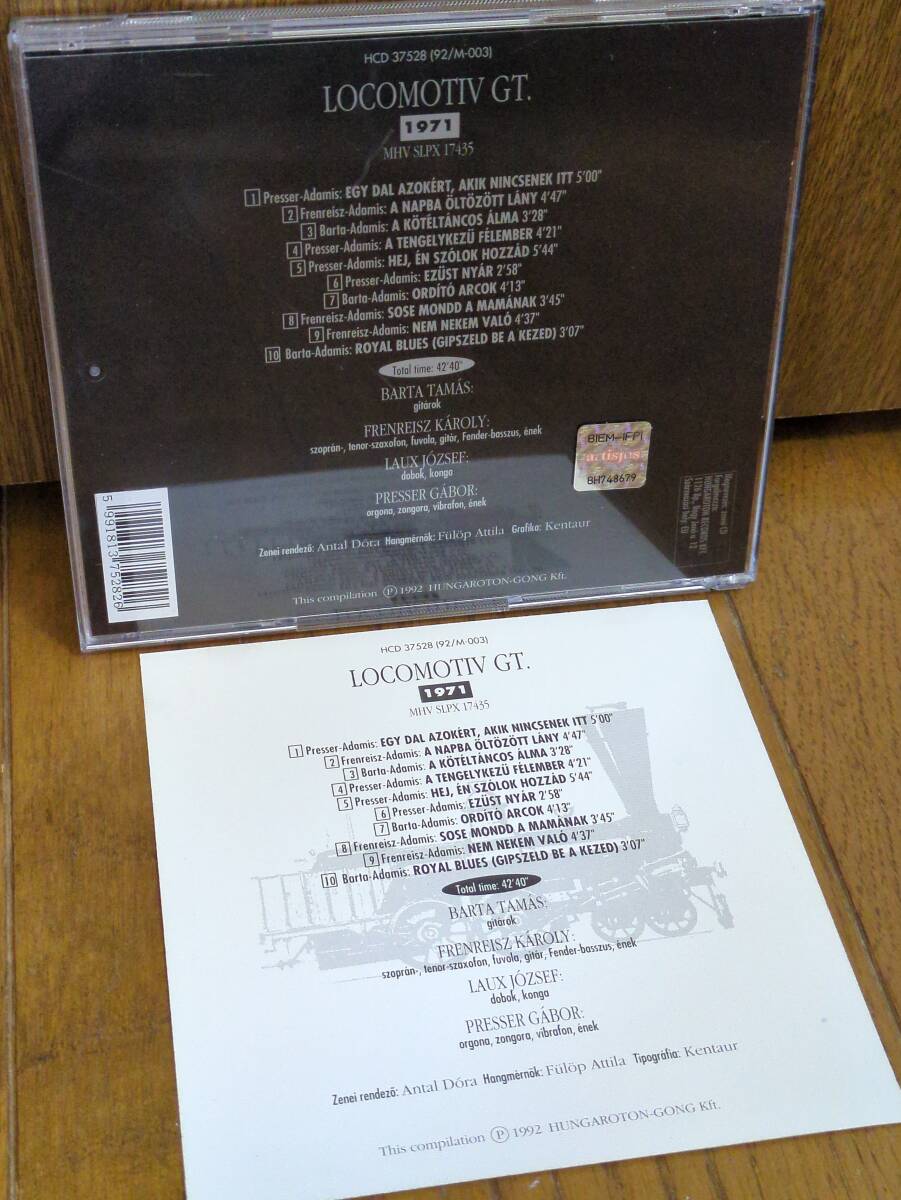 HCD 37528 (92/M-003)
LOCOMOTIV GT.
1971
MHV SLPX 17435
1 Presser-Adamis: EGY DAL AZOKÉRT, AKIK NINCSENEK ITT 5'00"
2 Frenreisz-Adamis: A NAPBA ÖLTÖZÖTT LÁNY 4'47"
3 Barta-Adamis: A KÖTÉLTÁNCOS ÁLMA 3'28"
4 Presser-Adamis: A TENGELYKEZŰ FÉLEMBER 4'21"
5 Presser-Adamis: HEJ, ÉN SZÓLOK HOZZÁD 5'44"
6 Presser-Adamis: EZÜST NYÁR 2'58"
7 Barta-Adamis: ORDÍTÓ ARCOK 4'13"
8 Frenreisz-Adamis: SOSE MONDD A MAMÁNAK 3'45"
9 Frenreisz-Adamis: NEM NEKEM VALÓ 4'37"
10 Barta-Adamis: ROYAL BLUES (GIPSZELD BE A KEZED) 3'07"
Total time: 42'40"
BARTA TAMÁS:
gitárok
FRENREISZ KÁROLY:
szoprán-, tenor-szaxofon, fuvola, gitár, Fender-basszus, ének
LAUX JÓZSEF:
dobok, konga
PRESSER GÁBOR:
orgona, zongora, vibrafon, ének
Zenei rendező: Antal Dóra Hangmérnök: Fülöp Attila Grafika: Kentaur
This compilation Ⓟ 1992 HUNGAROTON-GONG Kft.
5 991813 752826
BIEM-IFPI
artisjus
BH748679
HUNGAROTON RECORDS KFT.
HCD 37528 (92/M-003)
LOCOMOTIV GT.
1971
MHV SLPX 17435
1 Presser-Adamis: EGY DAL AZOKÉRT, AKIK NINCSENEK ITT 5'00"
2 Frenreisz-Adamis: A NAPBA ÖLTÖZÖTT LÁNY 4'47"
3 Barta-Adamis: A KÖTÉLTÁNCOS ÁLMA 3'28"
4 Presser-Adamis: A TENGELYKEZŰ FÉLEMBER 4'21"
5 Presser-Adamis: HEJ, ÉN SZÓLOK HOZZÁD 5'44"
6 Presser-Adamis: EZÜST NYÁR 2'58"
7 Barta-Adamis: ORDÍTÓ ARCOK 4'13"
8 Frenreisz-Adamis: SOSE MONDD A MAMÁNAK 3'45"
9 Frenreisz-Adamis: NEM NEKEM VALÓ 4'37"
10 Barta-Adamis: ROYAL BLUES (GIPSZELD BE A KEZED) 3'07"
Total time: 42'40"
BARTA TAMÁS:
gitárok
FRENREISZ KÁROLY:
szoprán-, tenor-szaxofon, fuvola, gitár, Fender-basszus, ének
LAUX JÓZSEF:
dobok, konga
PRESSER GÁBOR:
orgona, zongora, vibrafon, ének
Zenei rendező: Antal Dóra Hangmérnök: Fülöp Attila Tipográfia: Kentaur
This compilation Ⓟ 1992 HUNGAROTON-GONG Kft.